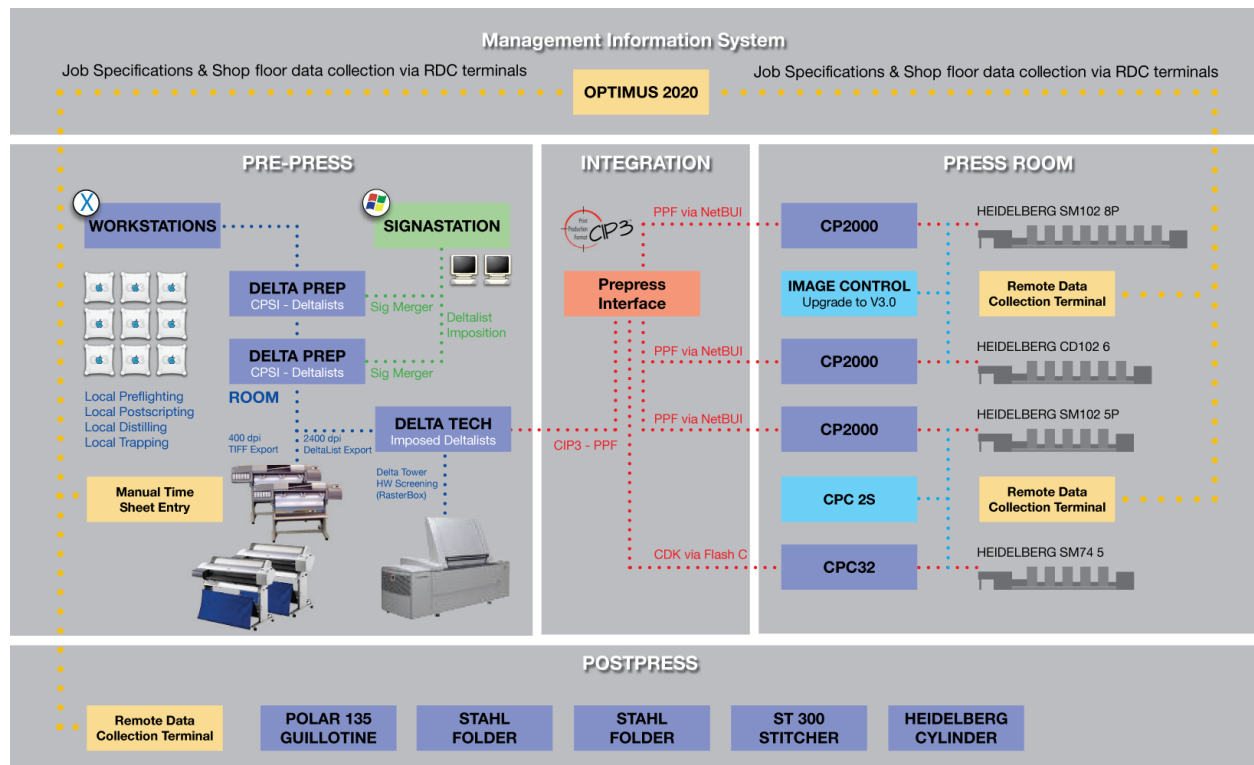 Management Information System
Job Specifications & Shop floor data collection via RDC terminals
OPTIMUS 2020
Job Specifications & Shop floor data collection via RDC terminals
PRE-PRESS
X
WORKSTATIONS
SIGNASTATION
DELTA PREP
CPSI - Deltalists
Sig Merger
Deltalist
Imposition
DELTA PREP
CPSI - Deltalists
Sig Merger
ROOM
Local Preflighting
Local Postscripting
Local Distilling
Local Trapping
400 dpi
TIFF Export
2400 dpi
DeltaList Export
DELTA TECH
Imposed Deltalists
Delta Tower
HW Screening
(RasterBox)
Manual Time
Sheet Entry
INTEGRATION
Print
Production
Format
CIP3
PPF via NetBUI
Prepress
Interface
PPF via NetBUI
PPF via NetBUI
CIP3 - PPF
CDK via Flash C
PRESS ROOM
CP2000
HEIDELBERG SM102 8P
IMAGE CONTROL
Upgrade to V3.0
Remote Data
Collection Terminal
CP2000
HEIDELBERG CD102 6
CP2000
HEIDELBERG SM102 5P
CPC 2S
Remote Data
Collection Terminal
CPC32
HEIDELBERG SM74 5
POSTPRESS
Remote Data
Collection Terminal
POLAR 135
GUILLOTINE
STAHL
FOLDER
STAHL
FOLDER
ST 300
STITCHER
HEIDELBERG
CYLINDER